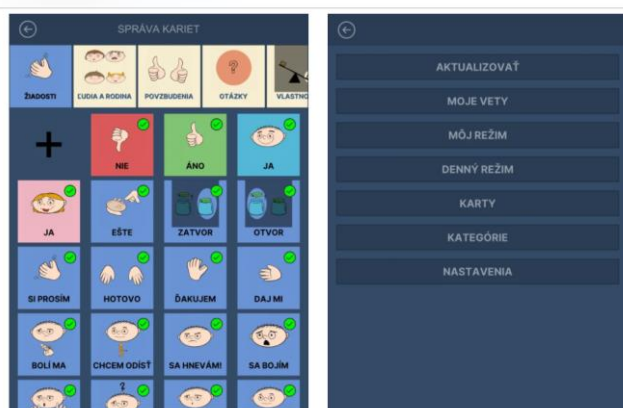 SPRÁVA KARIET
ŽIADOSTI
ĽUDIA A RODINA
POVZBUDENIA
OTÁZKY
VLASTNO
NIE
ÁNO
JA
JA
EŠTE
ZATVOR
OTVOR
SI PROSÍM
HOTOVO
ĎAKUJEM
DAJ MI
BOLÍ MA
CHCEM ODÍSŤ
SA HNEVÁM!
SA BOJÍM
AKTUALIZOVAŤ
MOJE VETY
MÔJ REŽIM
DENNÝ REŽIM
KARTY
KATEGÓRIE
NASTAVENIA